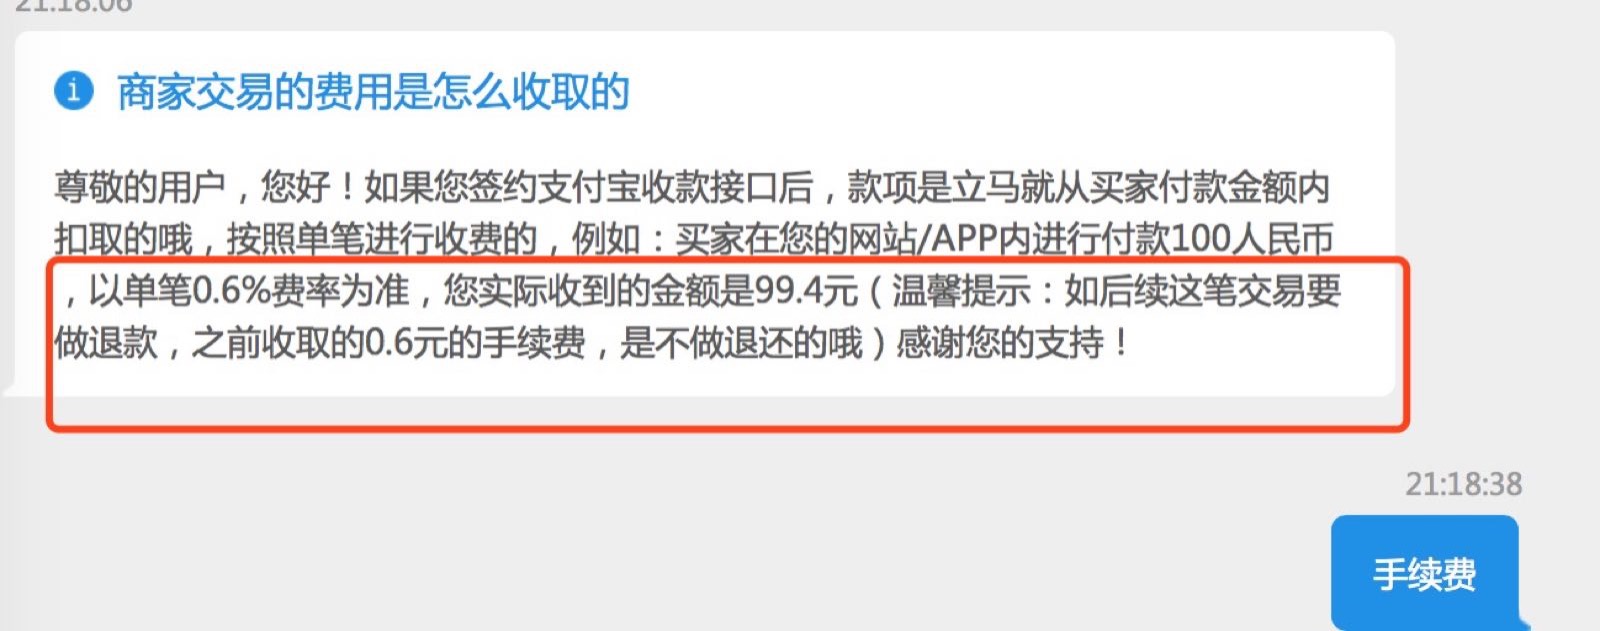 21:18:06
商家交易的费用是怎么收取的
尊敬的用户，您好！如果您签约支付宝收款接口后，款项是立马就从买家付款金额内
扣取的哦，按照单笔进行收费的，例如：买家在您的网站/APP内进行付款100人民币
，以单笔0.6%费率为准，您实际收到的金额是99.4元（温馨提示：如后续这笔交易要
做退款，之前收取的0.6元的手续费，是不做退还的哦）感谢您的支持！
21:18:38
手续费